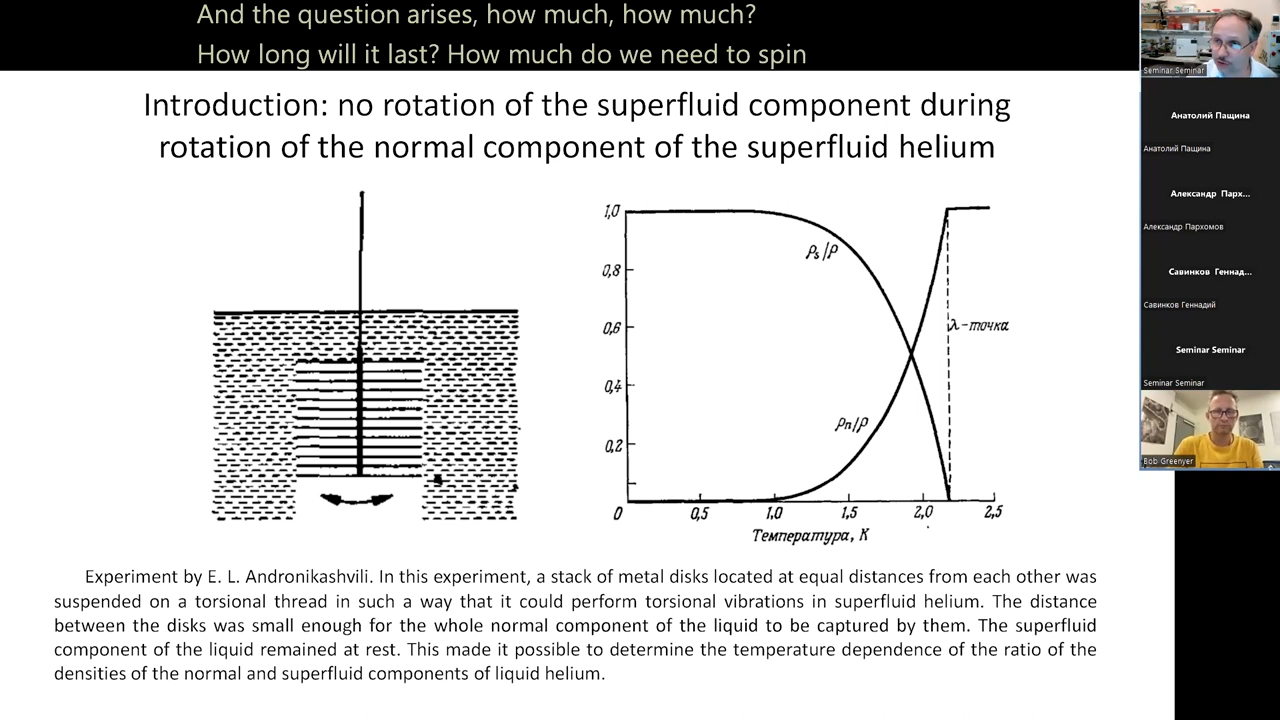 And the question arises, how much, how much?
How long will it last? How much do we need to spin
Introduction: no rotation of the superfluid component during
rotation of the normal component of the superfluid helium
1,0
0,8
0,6
0,4
0,2
ρs/ρ
λ-точка
ρn/ρ
0
0,5
1,0
1,5
2,0
2,5
Температура, К
Experiment by E. L. Andronikashvili. In this experiment, a stack of metal disks located at equal distances from each other was
suspended on a torsional thread in such a way that it could perform torsional vibrations in superfluid helium. The distance
between the disks was small enough for the whole normal component of the liquid to be captured by them. The superfluid
component of the liquid remained at rest. This made it possible to determine the temperature dependence of the ratio of the
densities of the normal and superfluid components of liquid helium.
Seminar Seminar
Анатолий Пащина
Анатолий Пащина
Александр Парх...
Александр Пархомов
Савинков Геннад...
Савинков Геннадий
Seminar Seminar
Seminar Seminar
Bob Greenyer